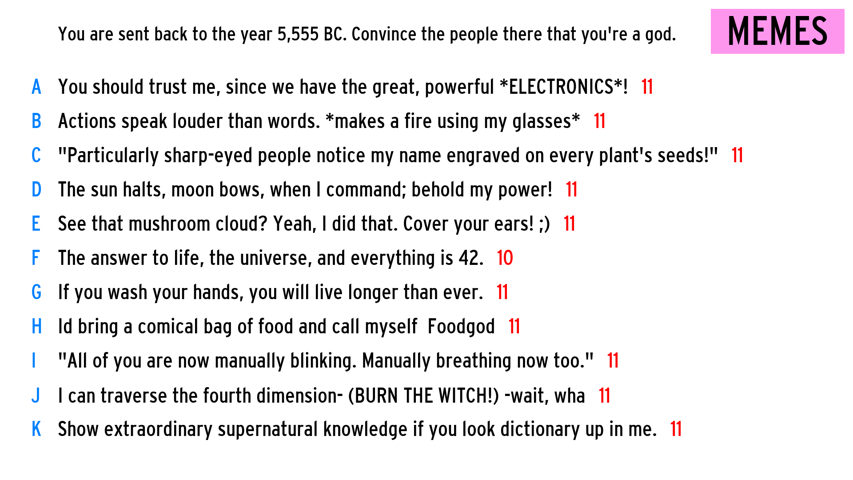 You are sent back to the year 5,555 BC. Convince the people there that you're a god.
MEMES
A You should trust me, since we have the great, powerful *ELECTRONICS*! 11
B Actions speak louder than words. *makes a fire using my glasses* 11
C "Particularly sharp-eyed people notice my name engraved on every plant's seeds!" 11
D The sun halts, moon bows, when I command; behold my power! 11
E See that mushroom cloud? Yeah, I did that. Cover your ears! ;) 11
F The answer to life, the universe, and everything is 42. 10
G If you wash your hands, you will live longer than ever. 11
H Id bring a comical bag of food and call myself  Foodgod 11
I "All of you are now manually blinking. Manually breathing now too." 11
J I can traverse the fourth dimension- (BURN THE WITCH!) -wait, wha 11
K Show extraordinary supernatural knowledge if you look dictionary up in me. 11